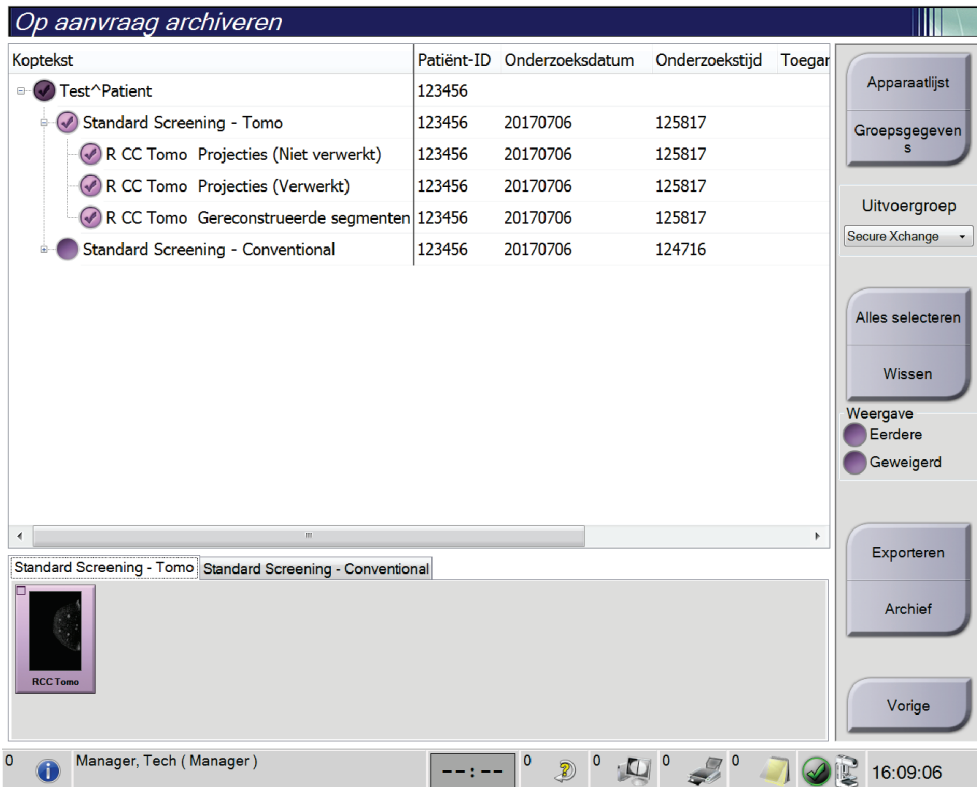 Op aanvraag archiveren
Koptekst Patiënt-ID Onderzoeksdatum Onderzoekstijd Toegar
Test^Patient 123456
Standard Screening - Tomo 123456 20170706 125817
R CC Tomo Projecties (Niet verwerkt) 123456 20170706 125817
R CC Tomo Projecties (Verwerkt) 123456 20170706 125817
R CC Tomo Gereconstrueerde segmenten 123456 20170706 125817
Standard Screening - Conventional 123456 20170706 124716
Apparaatlijst
Groepsgegeven
s
Uitvoergroep
Secure Xchange
Alles selecteren
Wissen
Weergave
Eerdere
Geweigerd
Exporteren
Archief
Vorige
Standard Screening - Tomo Standard Screening - Conventional
RCC Tomo
0 Manager, Tech ( Manager ) --:-- 0 0 0 0 16:09:06